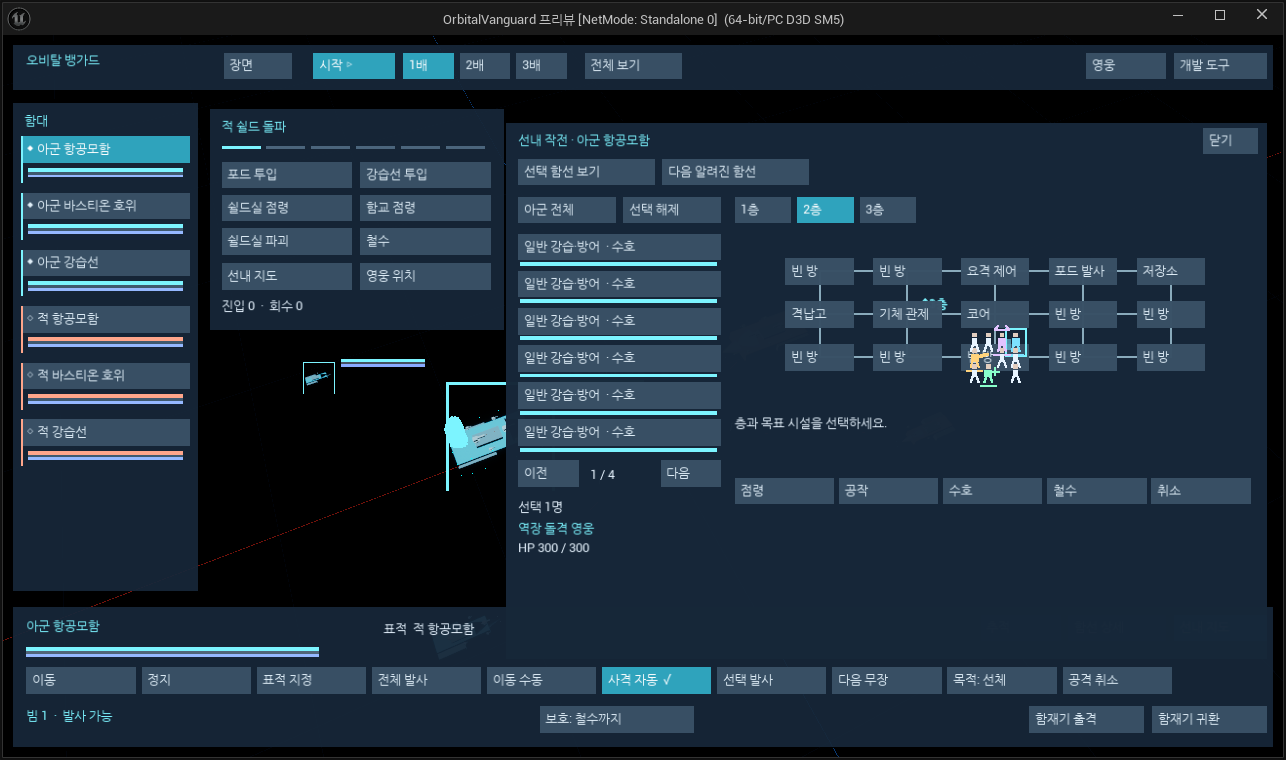 OrbitalVanguard 프리뷰 [NetMode: Standalone 0] (64-bit/PC D3D SM5)
오비탈 뱅가드 장면 시작 ▷ 1배 2배 3배 전체 보기 영웅 개발 도구
함대
◆ 아군 항공모함
◆ 아군 바스티온 호위
◆ 아군 강습선
◇ 적 항공모함
◇ 적 바스티온 호위
◇ 적 강습선
적 쉴드 돌파
포드 투입 강습선 투입
쉴드실 점령 함교 점령
쉴드실 파괴 철수
선내 지도 영웅 위치
진입 0 · 회수 0
선내 작전 · 아군 항공모함 닫기
선택 함선 보기 다음 알려진 함선
아군 전체 선택 해제 1층 2층 3층
일반 강습·방어 · 수호
일반 강습·방어 · 수호
일반 강습·방어 · 수호
일반 강습·방어 · 수호
일반 강습·방어 · 수호
일반 강습·방어 · 수호
이전 1 / 4 다음
선택 1명
역장 돌격 영웅
HP 300 / 300
빈 방 빈 방 요격 제어 포드 발사 저장소
격납고 기체 관제 코어 빈 방 빈 방
빈 방 빈 방 빈 방 빈 방
층과 목표 시설을 선택하세요.
점령 공작 수호 철수 취소
아군 항공모함 표적 적 항공모함
이동 정지 표적 지정 전체 발사 이동 수동 사격 자동 √ 선택 발사 다음 무장 목적: 선체 공격 취소
빔 1 · 발사 가능 보호: 철수까지 함재기 출격 함재기 귀환